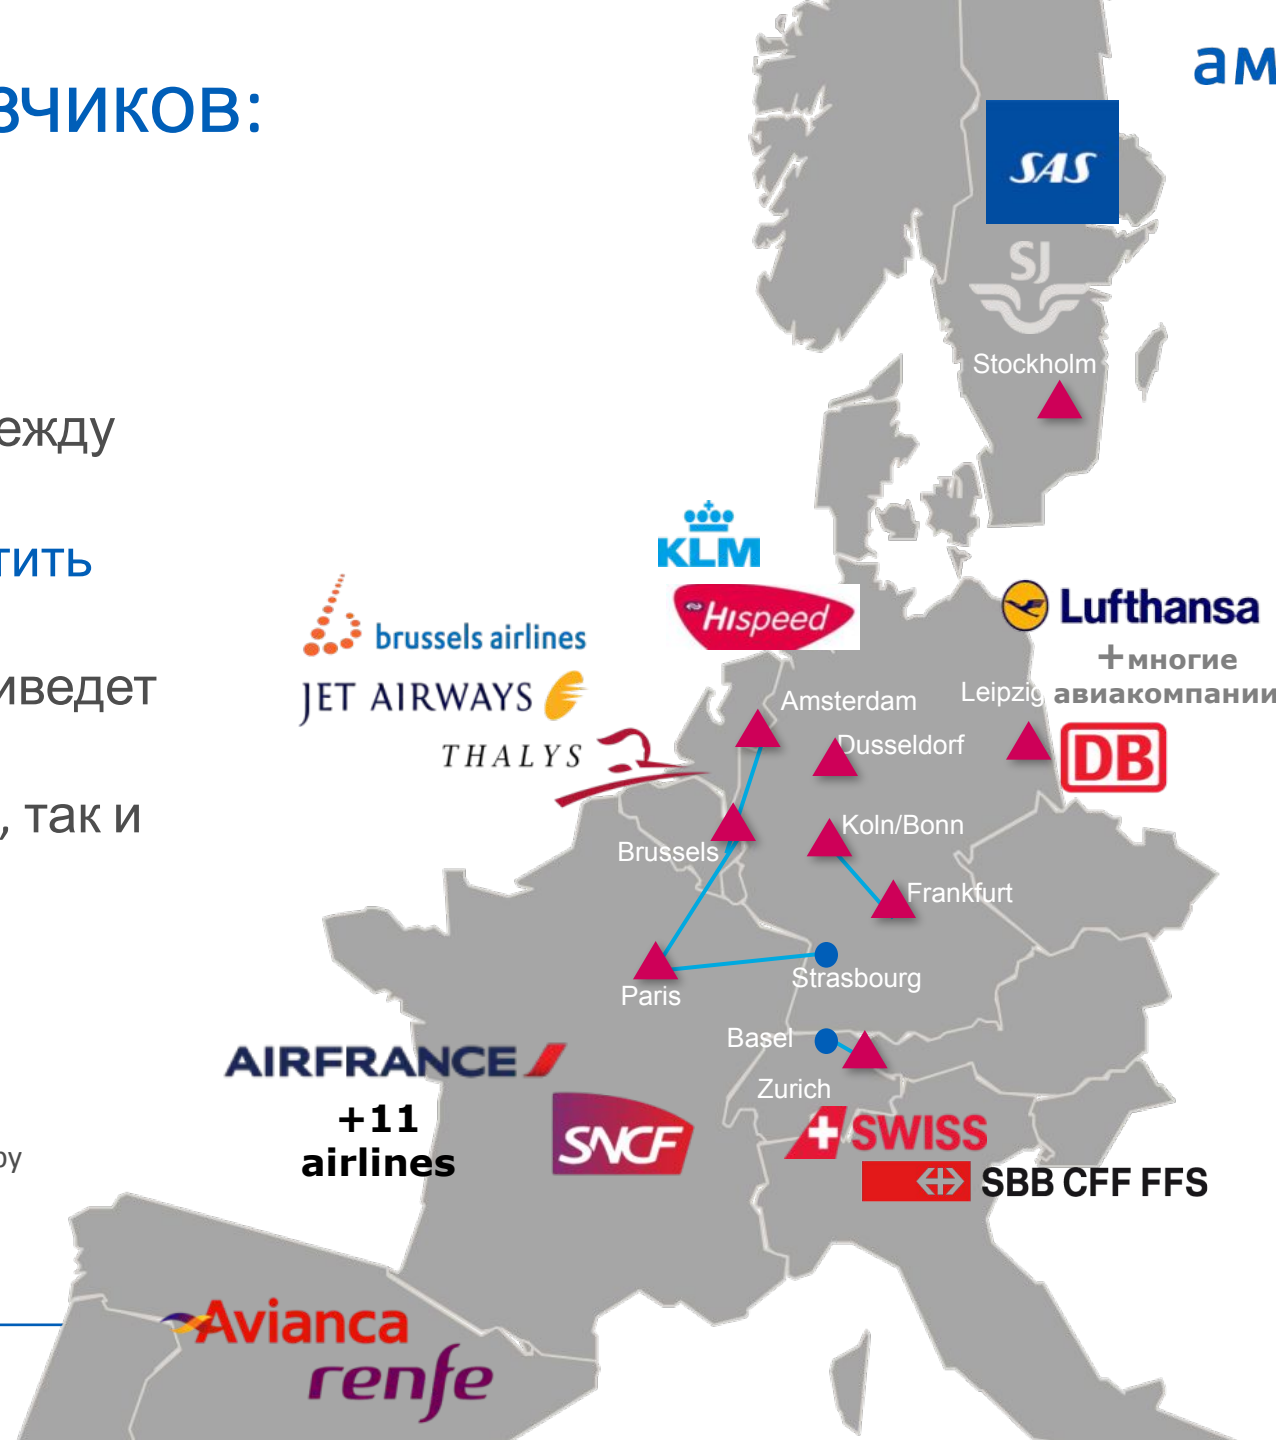 зчиков:
ам
SAS
SJ
Stockholm
ежду
тить
иведет
, так и
ру
KLM
Hispeed
brussels airlines
JET AIRWAYS
THALYS
Lufthansa
+многие
авиакомпании
Leipzig
DB
Amsterdam
Dusseldorf
Koln/Bonn
Brussels
Frankfurt
Strasbourg
Paris
Basel
Zurich
AIRFRANCE
+11
airlines
SNCF
SWISS
SBB CFF FFS
Avianca
renfe